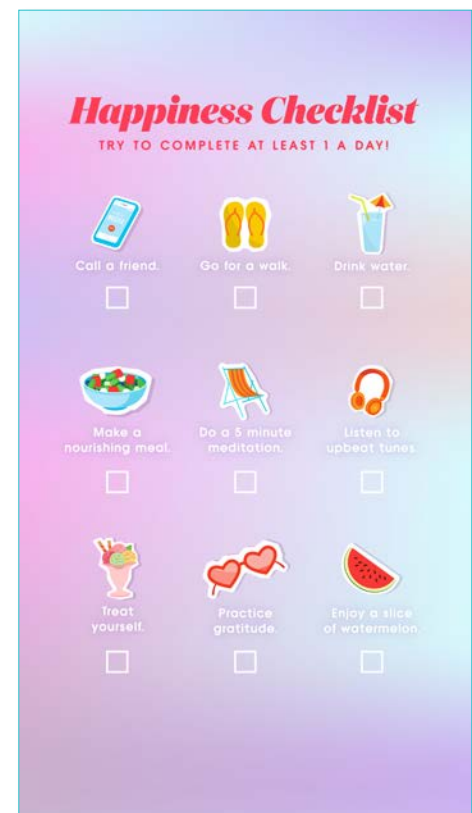 Happiness Checklist
TRY TO COMPLETE AT LEAST 1 A DAY!
Call a friend.
Go for a walk.
Drink water.
Make a
nourishing meal.
Do a 5 minute
meditation.
Listen to
upbeat tunes
Treat
yourself.
Practice
gratitude.
Enjoy a slice
of watermelon.